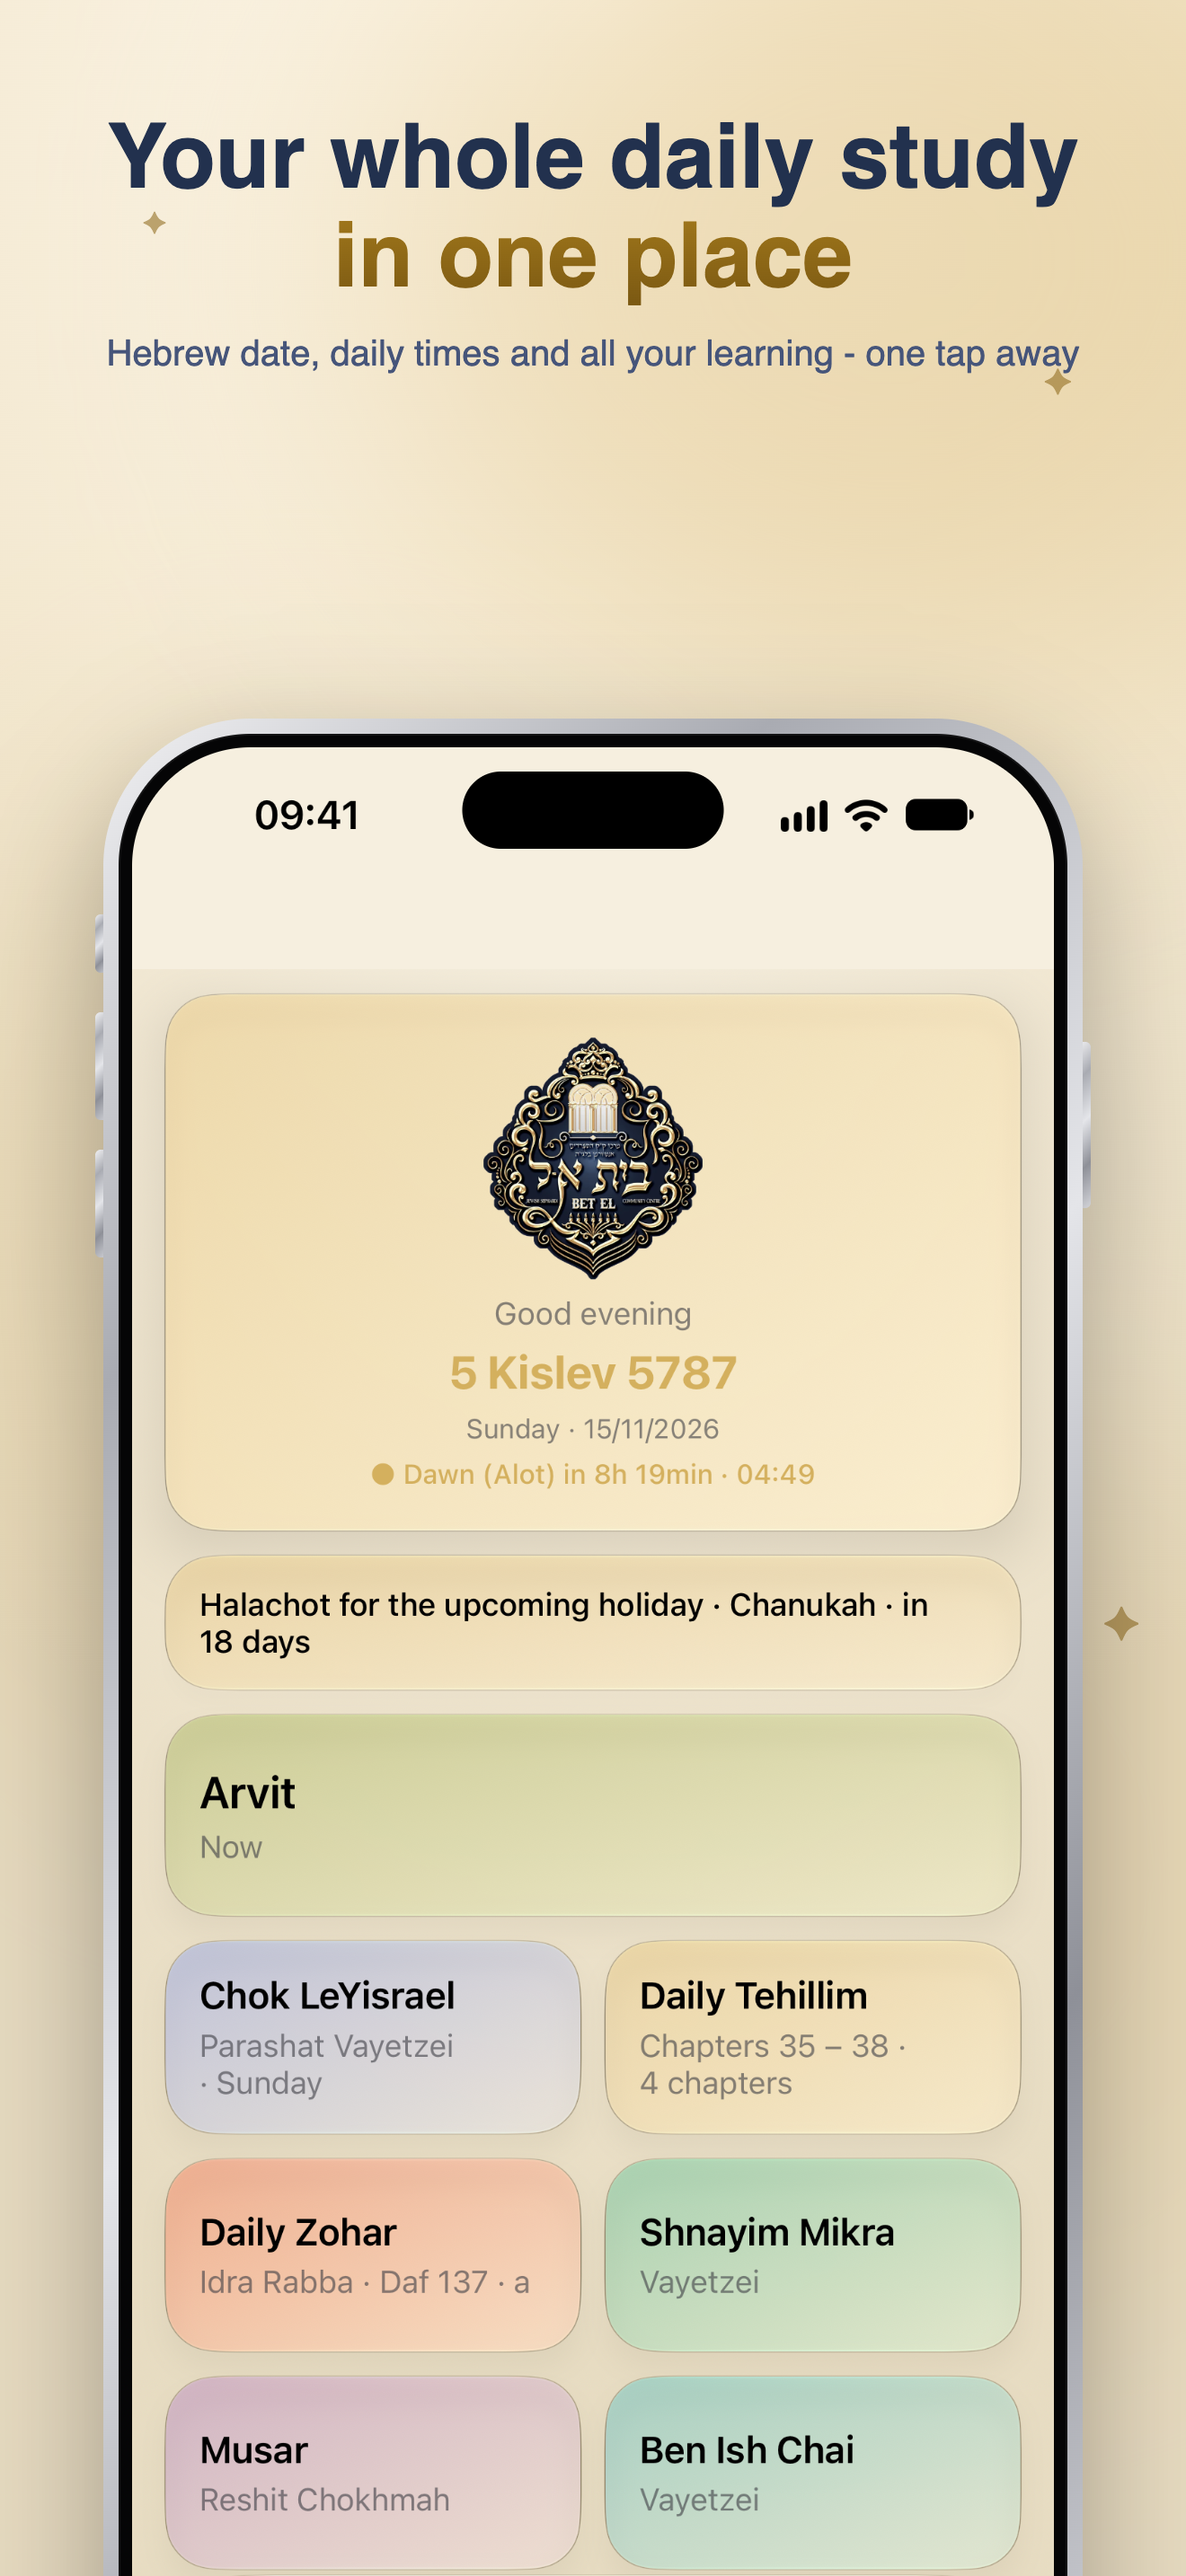 Your whole daily study
in one place
Hebrew date, daily times and all your learning - one tap away
09:41
בית אל
BET EL
Good evening
5 Kislev 5787
Sunday · 15/11/2026
Dawn (Alot) in 8h 19min · 04:49
Halachot for the upcoming holiday · Chanukah · in
18 days
Arvit
Now
Chok LeYisrael
Parashat Vayetzei
· Sunday
Daily Tehillim
Chapters 35 – 38 ·
4 chapters
Daily Zohar
Idra Rabba · Daf 137 · a
Shnayim Mikra
Vayetzei
Musar
Reshit Chokhmah
Ben Ish Chai
Vayetzei